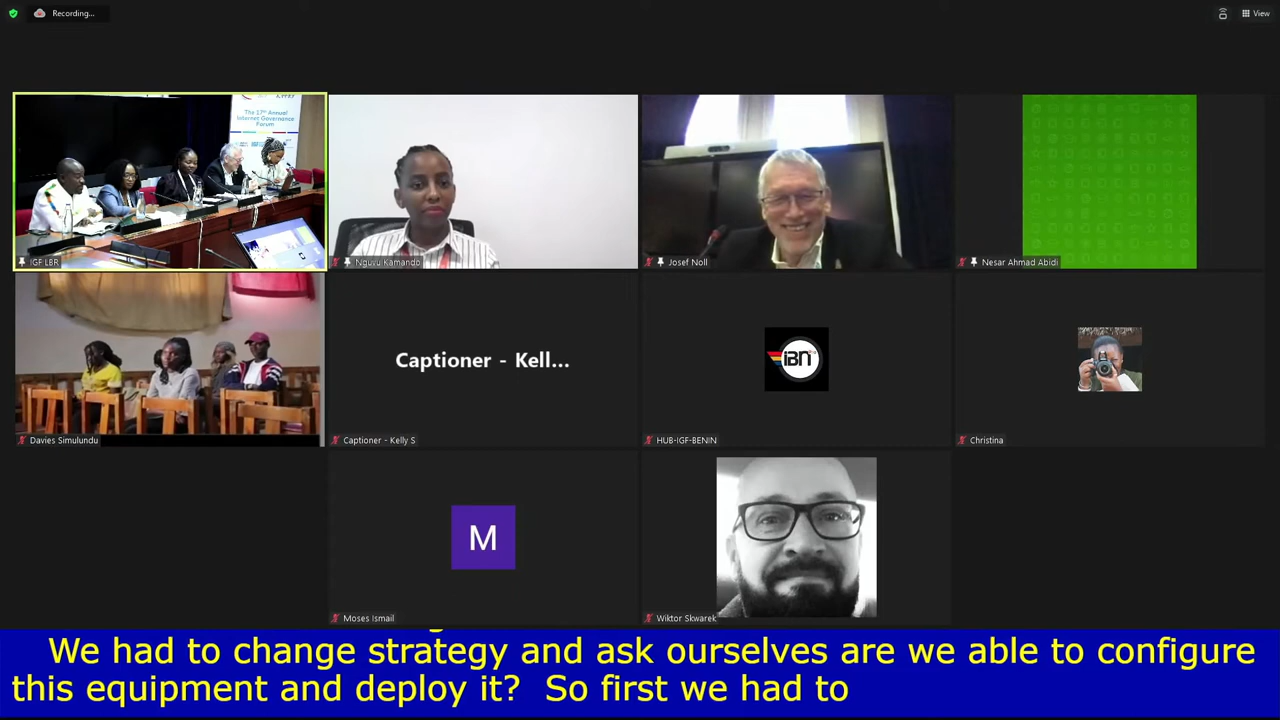 Recording...
View
The 17th Annual
Internet Governance
Forum
IGF LBR
Nguvu Kamando
Josef Noll
Nesar Ahmad Abidi
Captioner - Kell...
iBN
Davies Simulundu
Captioner - Kelly S
HUB-IGF-BENIN
Christina
M
Moses Ismail
Wiktor Skwarek
We had to change strategy and ask ourselves are we able to configure
this equipment and deploy it?  So first we had to